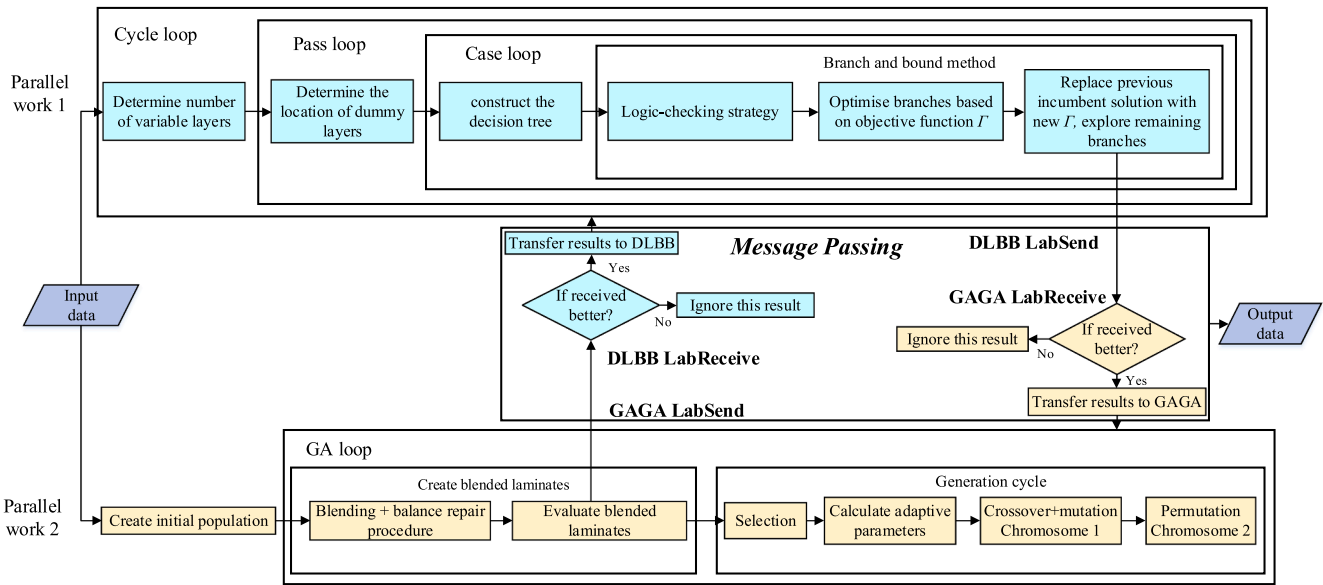 Cycle loop
Pass loop
Case loop
Branch and bound method
Parallel
work 1
Determine number
of variable layers
Determine the
location of dummy
layers
construct the
decision tree
Logic-checking strategy
Optimise branches based
on objective function Γ
Replace previous
incumbent solution with
new Γ, explore remaining
branches
Transfer results to DLBB
Message Passing
DLBB LabSend
Yes
If received
better?
No
Ignore this result
GAGA LabReceive
Input
data
Output
data
If received
better?
No
Ignore this result
Yes
DLBB LabReceive
Transfer results to GAGA
GAGA LabSend
GA loop
Create blended laminates
Generation cycle
Parallel
work 2
Create initial population
Blending + balance repair
procedure
Evaluate blended
laminates
Selection
Calculate adaptive
parameters
Crossover+mutation
Chromosome 1
Permutation
Chromosome 2